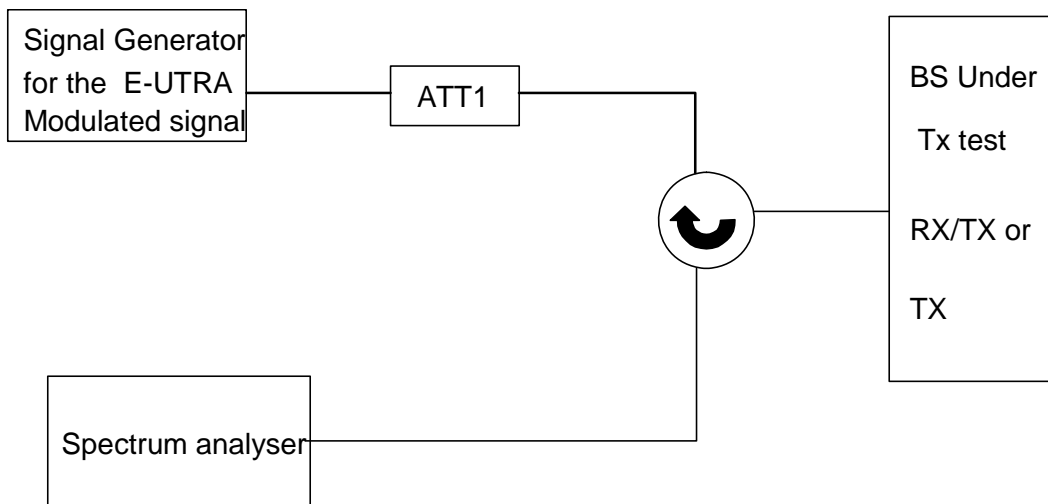 Signal Generator
for the E-UTRA
Modulated signal
ATT1
BS Under
Tx test
RX/TX or
TX
Spectrum analyser